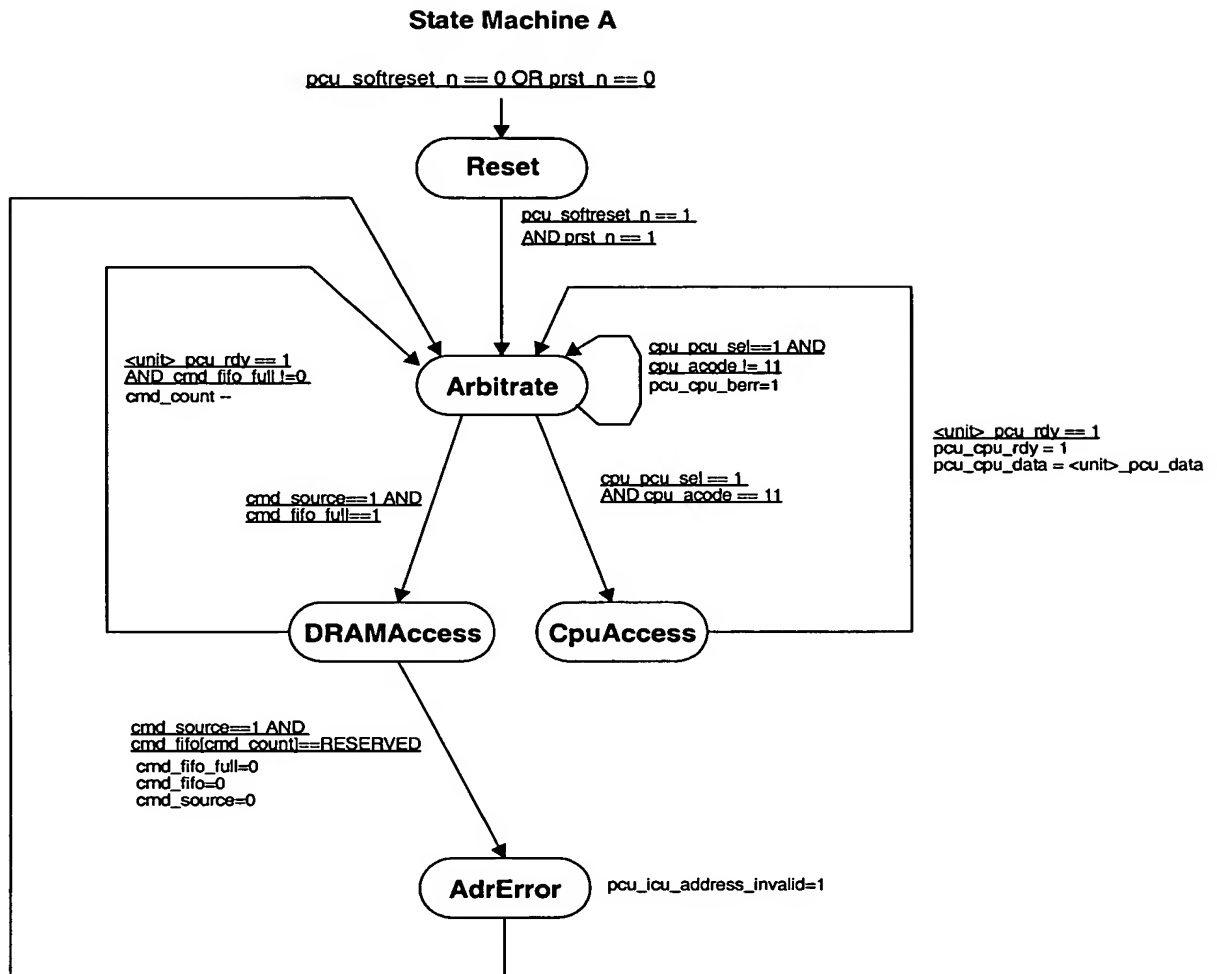 State Machine A
pcu_softreset_n == 0 OR prst_n == 0
Reset
pcu_softreset_n == 1
AND prst_n == 1
<unit>_pcu_rdy == 1
AND cmd_fifo_full !=0
cmd_count --
Arbitrate
cpu_pcu_sel==1 AND
cpu_acode != 11
pcu_cpu_berr=1
<unit>_pcu_rdy == 1
pcu_cpu_rdy = 1
pcu_cpu_data = <unit>_pcu_data
cmd_source==1 AND
cmd_fifo_full==1
cpu_pcu_sel == 1
AND cpu_acode == 11
DRAMAccess
CpuAccess
cmd_source==1 AND
cmd_fifo[cmd_count]==RESERVED
cmd_fifo_full=0
cmd_fifo=0
cmd_source=0
AdrError
pcu_icu_address_invalid=1